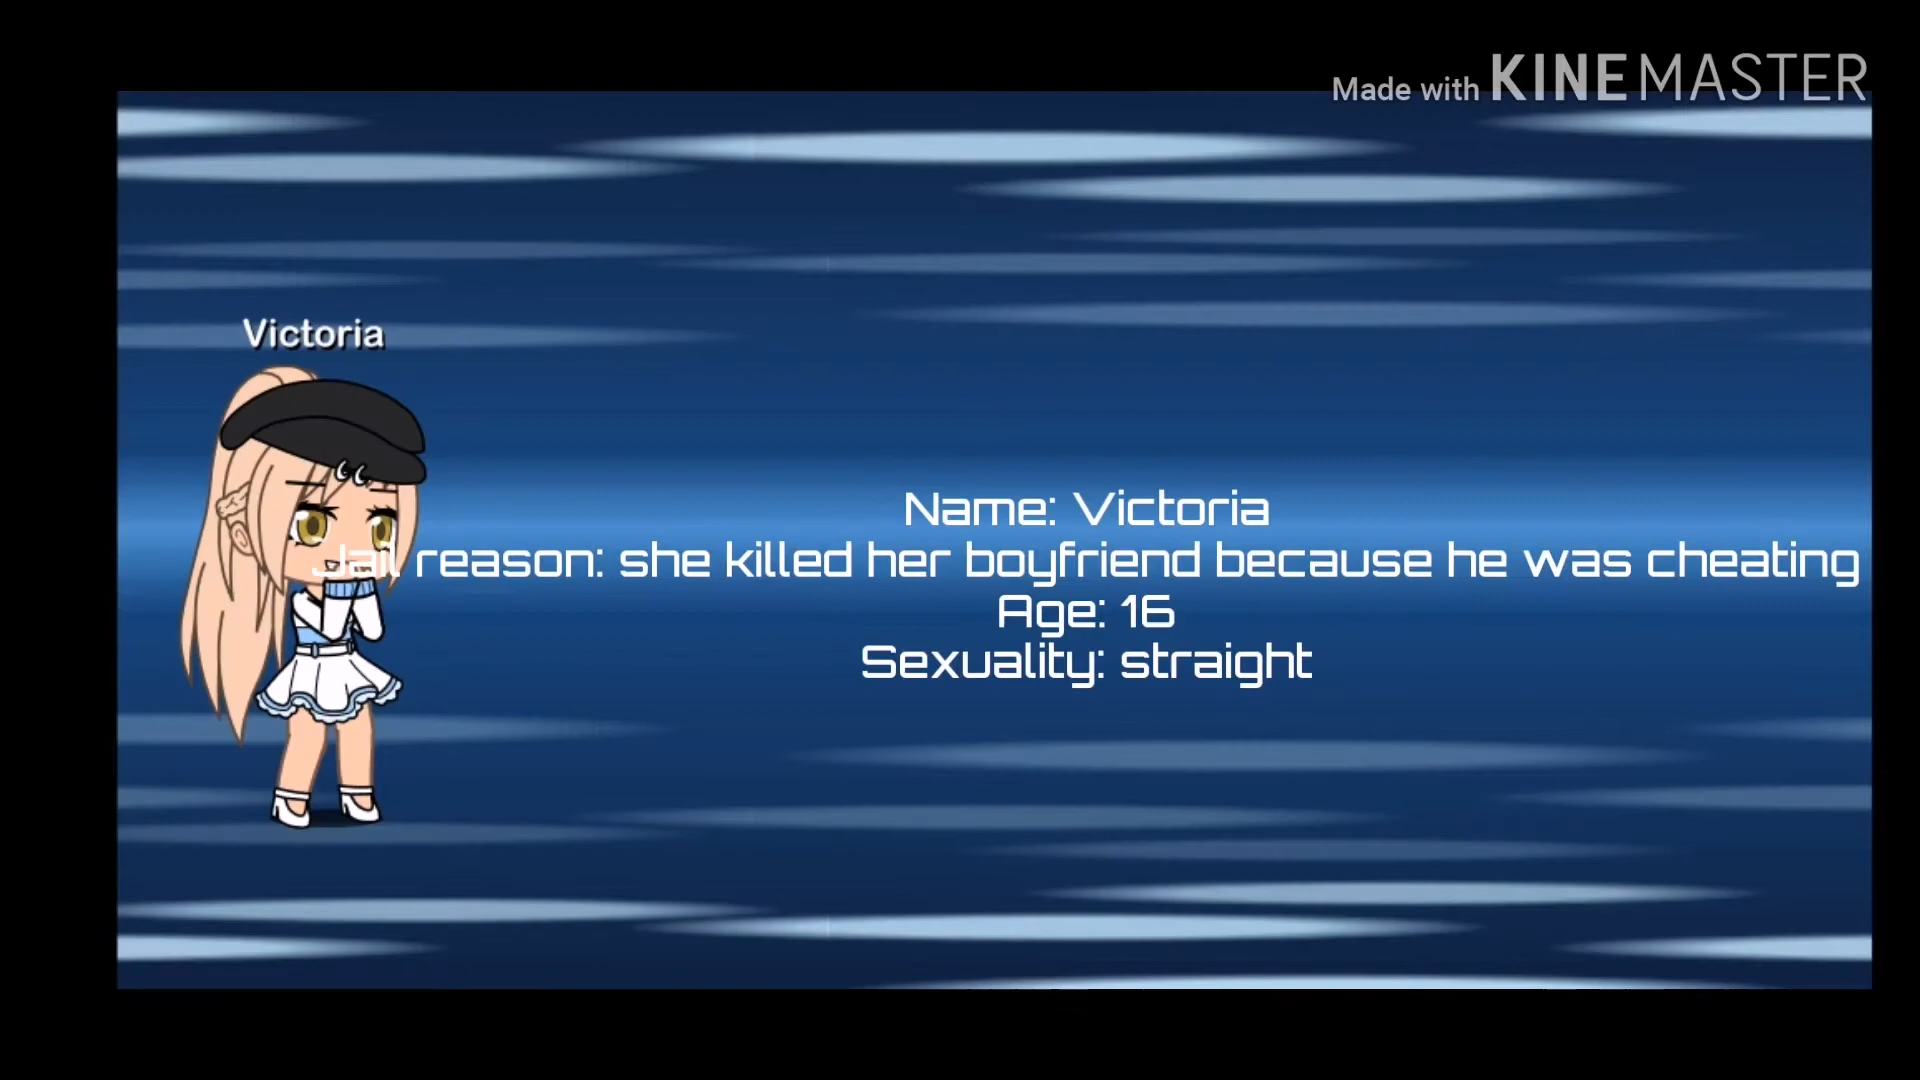 Made with KINEMASTER
Victoria
Name: Victoria
Jail reason: she killed her boyfriend because he was cheating
Age: 16
Sexuality: straight